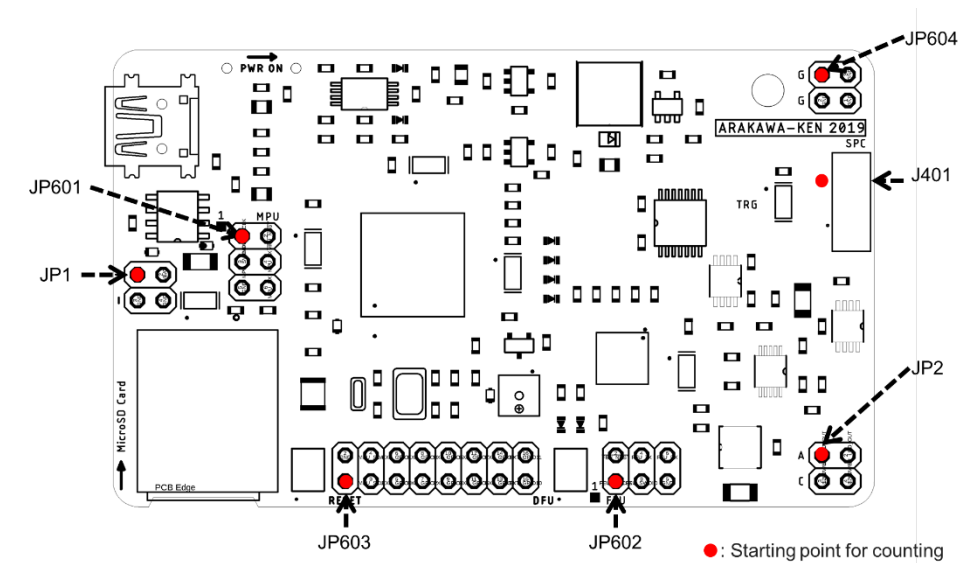 JP604
PWR ON
G
G
ARAKAWA-KEN 2019
SPC
J401
JP601
1
MPU
TRG
JP1
JP2
MicroSD Card
A
C
PCB Edge
RESET
DFU
1
JP603
JP602
: Starting point for counting